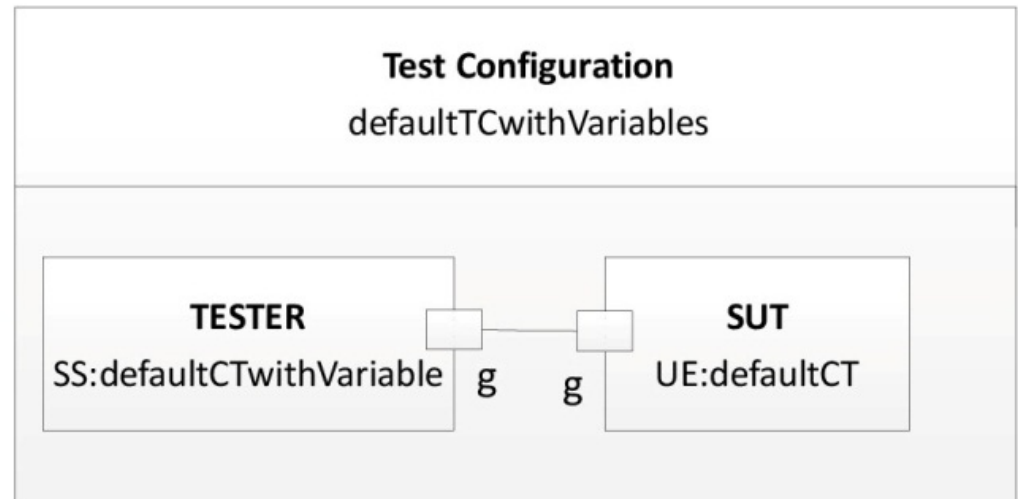 Test Configuration
defaultTCwithVariables
TESTER
SS:defaultCTwithVariable
g
g
SUT
UE:defaultCT